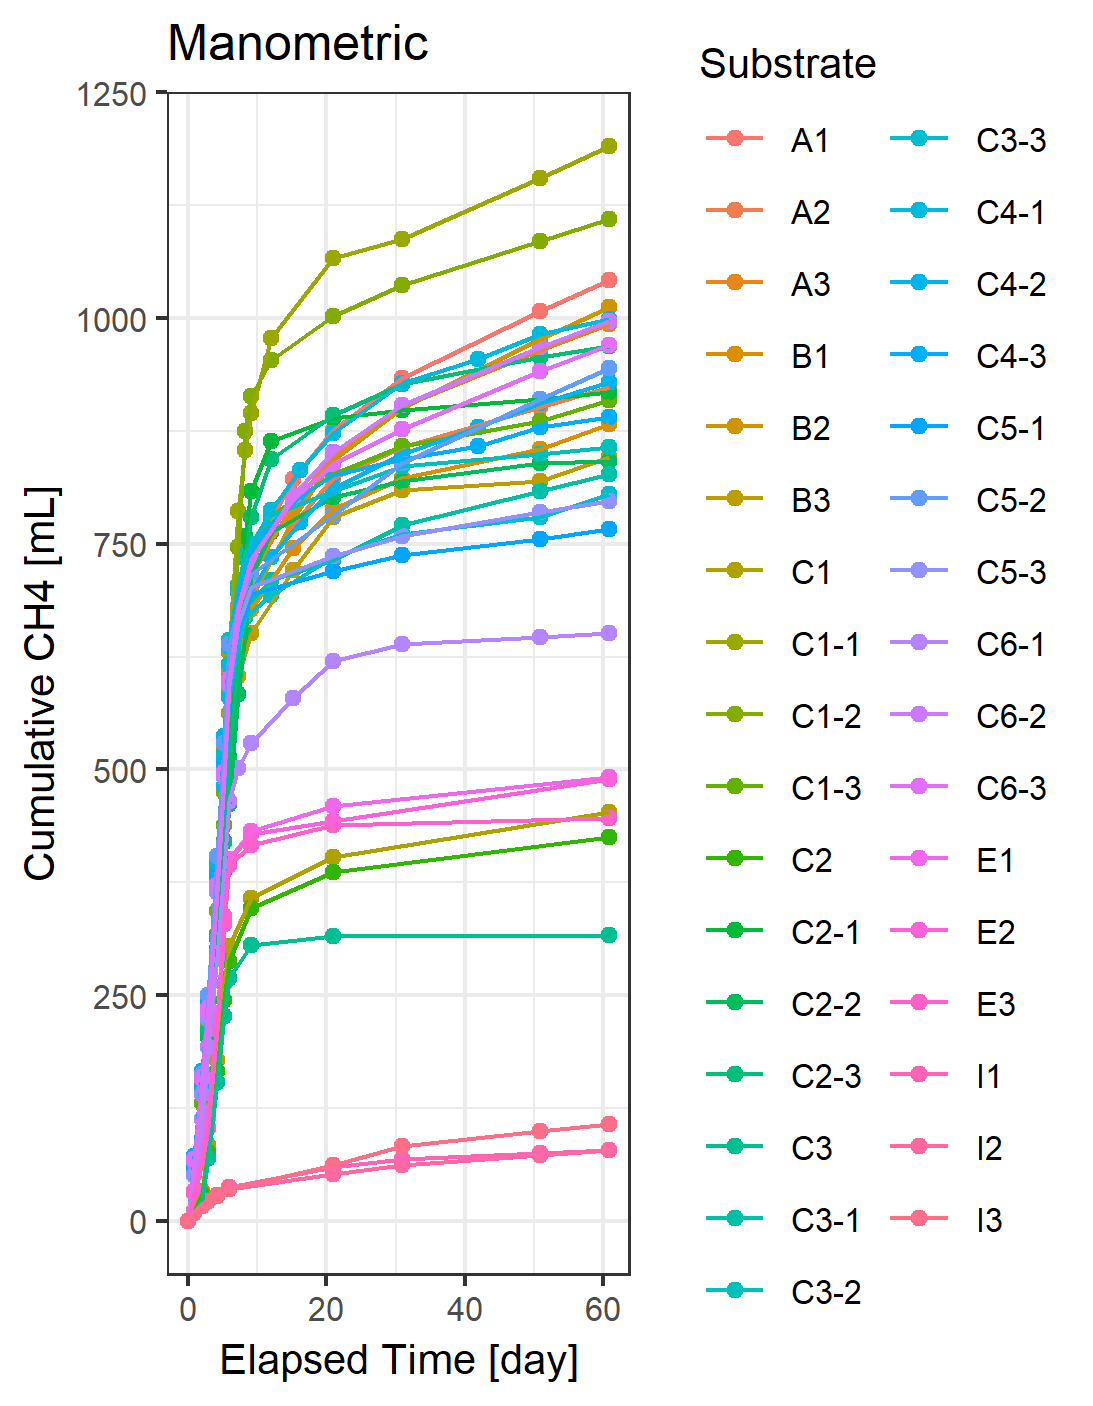 Manometric
Substrate
1250
1000
750
500
250
0
Cumulative CH4 [mL]
0 20 40 60
Elapsed Time [day]
A1
A2
A3
B1
B2
B3
C1
C1-1
C1-2
C1-3
C2
C2-1
C2-2
C2-3
C3
C3-1
C3-2
C3-3
C4-1
C4-2
C4-3
C5-1
C5-2
C5-3
C6-1
C6-2
C6-3
E1
E2
E3
I1
I2
I3